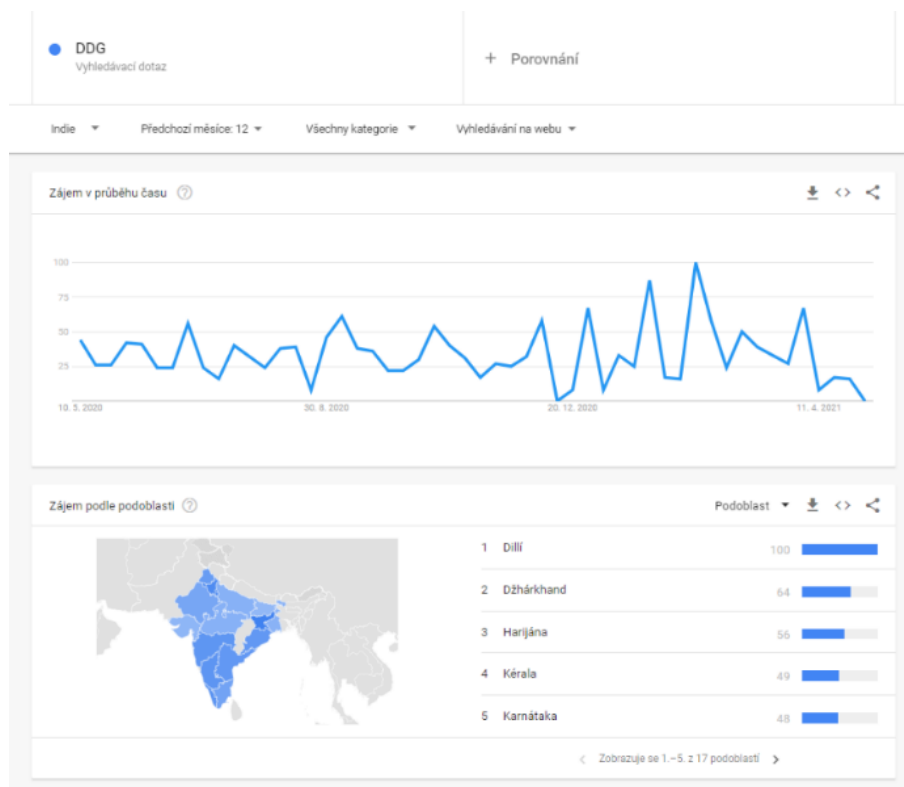 DDG
Vyhledávací dotaz
+ Porovnání
Indie
Předchozí měsíce: 12
Všechny kategorie
Vyhledávání na webu
Zájem v průběhu času
100
75
50
25
10. 5. 2020
30. 8. 2020
20. 12. 2020
11. 4. 2021
Zájem podle podoblasti
Podoblast
1 Dillí 100
2 Džhárkhand 64
3 Harijána 56
4 Kérala 49
5 Karnátaka 48
Zobrazuje se 1.–5. z 17 podoblastí